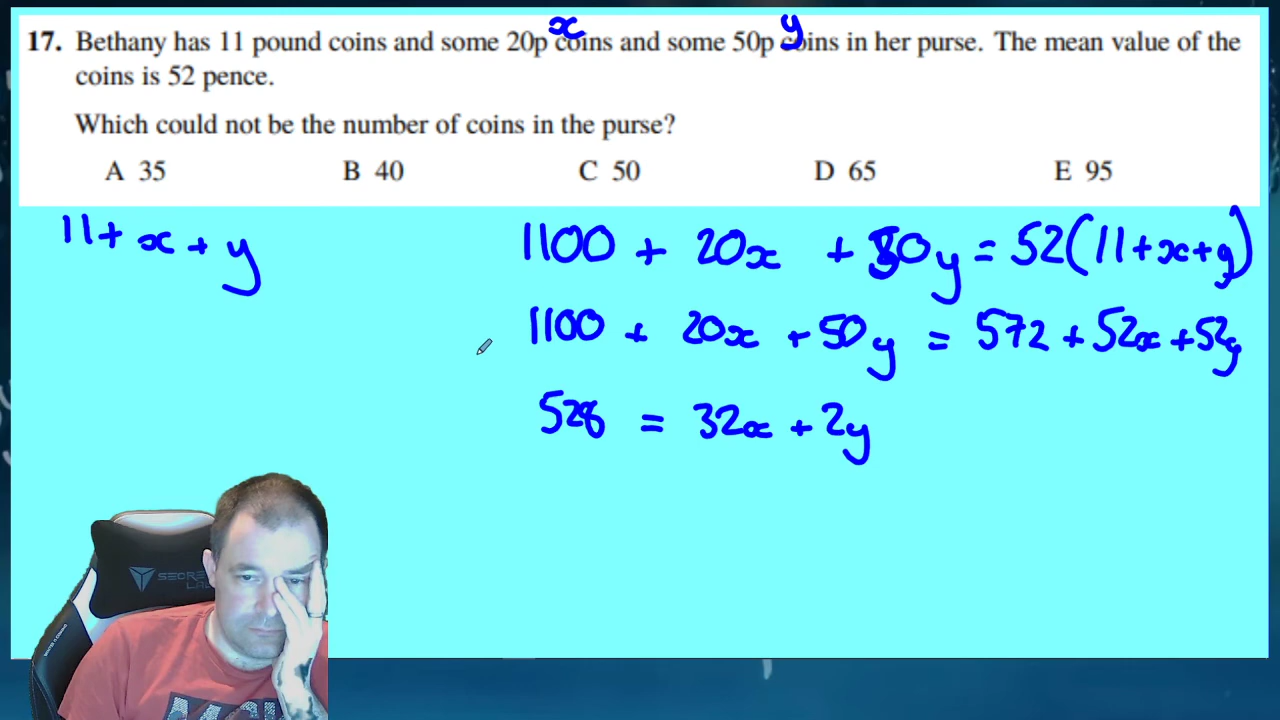 17. Bethany has 11 pound coins and some 20p coins and some 50p coins in her purse. The mean value of the
x y
coins is 52 pence.
Which could not be the number of coins in the purse?
A 35 B 40 C 50 D 65 E 95
11 + x + y
1100 + 20x + 50y = 52(11+x+y)
1100 + 20x + 50y = 572 + 52x + 52y
528 = 32x + 2y